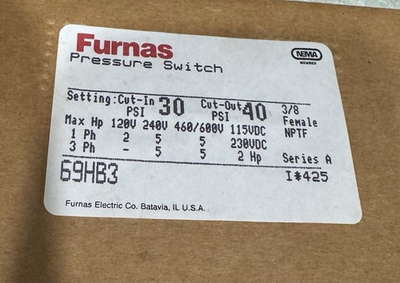 Furnas
NEMA
MEMBER
Pressure Switch
Setting: Cut-In PSI 30 Cut-Out PSI 40 3/8 Female NPTF
Max Hp 120V 240V 460/600V 115VDC
1 Ph 2 5 5 230VDC
3 Ph - 5 5 2 Hp Series A
69HB3 I*425
Furnas Electric Co. Batavia, IL U.S.A.